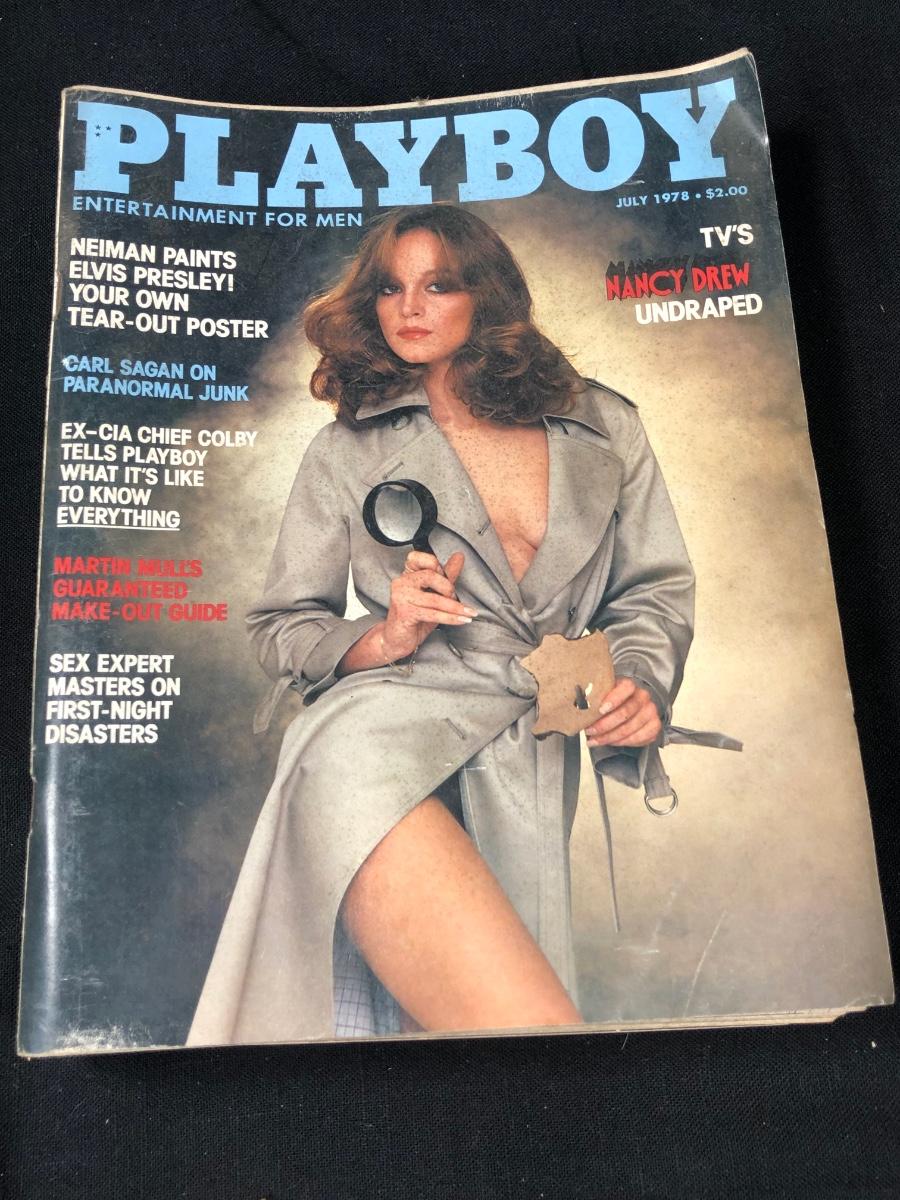 PLAYBOY
ENTERTAINMENT FOR MEN
JULY 1978 • $2.00
NEIMAN PAINTS
ELVIS PRESLEY!
YOUR OWN
TEAR-OUT POSTER
CARL SAGAN ON
PARANORMAL JUNK
EX-CIA CHIEF COLBY
TELLS PLAYBOY
WHAT IT'S LIKE
TO KNOW
EVERYTHING
MARTIN MULL'S
GUARANTEED
MAKE-OUT GUIDE
SEX EXPERT
MASTERS ON
FIRST-NIGHT
DISASTERS
TV'S
NANCY DREW
UNDRAPED